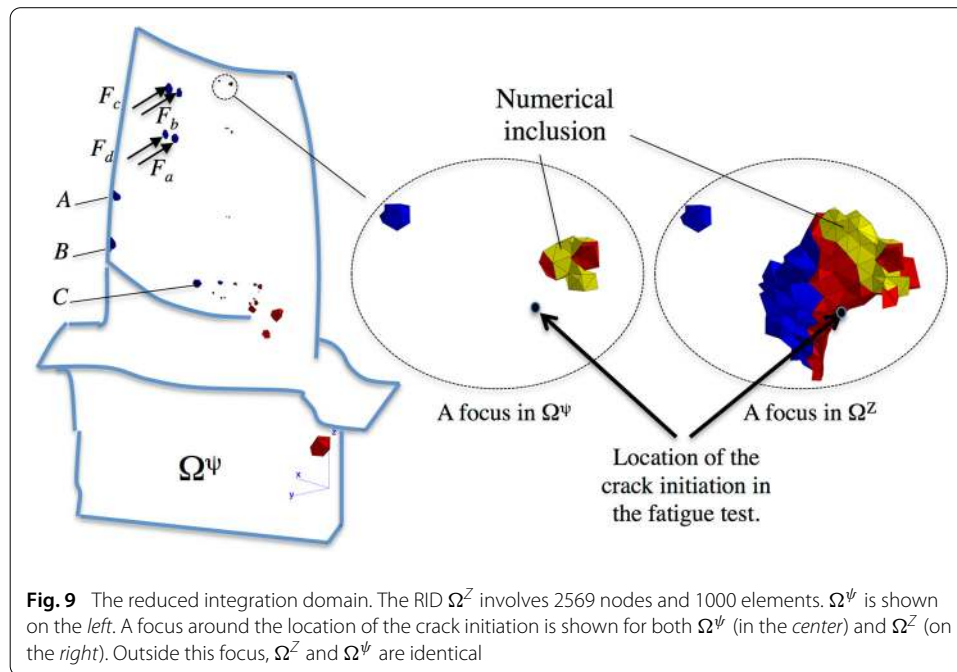 F_c
F_b
F_d
F_a
A
B
C
Ω^ψ
z
x
y
Numerical
inclusion
A focus in Ω^ψ
A focus in Ω^Z
Location of the
crack initiation in
the fatigue test.
Fig. 9 The reduced integration domain. The RID Ω^Z involves 2569 nodes and 1000 elements. Ω^ψ is shown
on the left. A focus around the location of the crack initiation is shown for both Ω^ψ (in the center) and Ω^Z (on
the right). Outside this focus, Ω^Z and Ω^ψ are identical